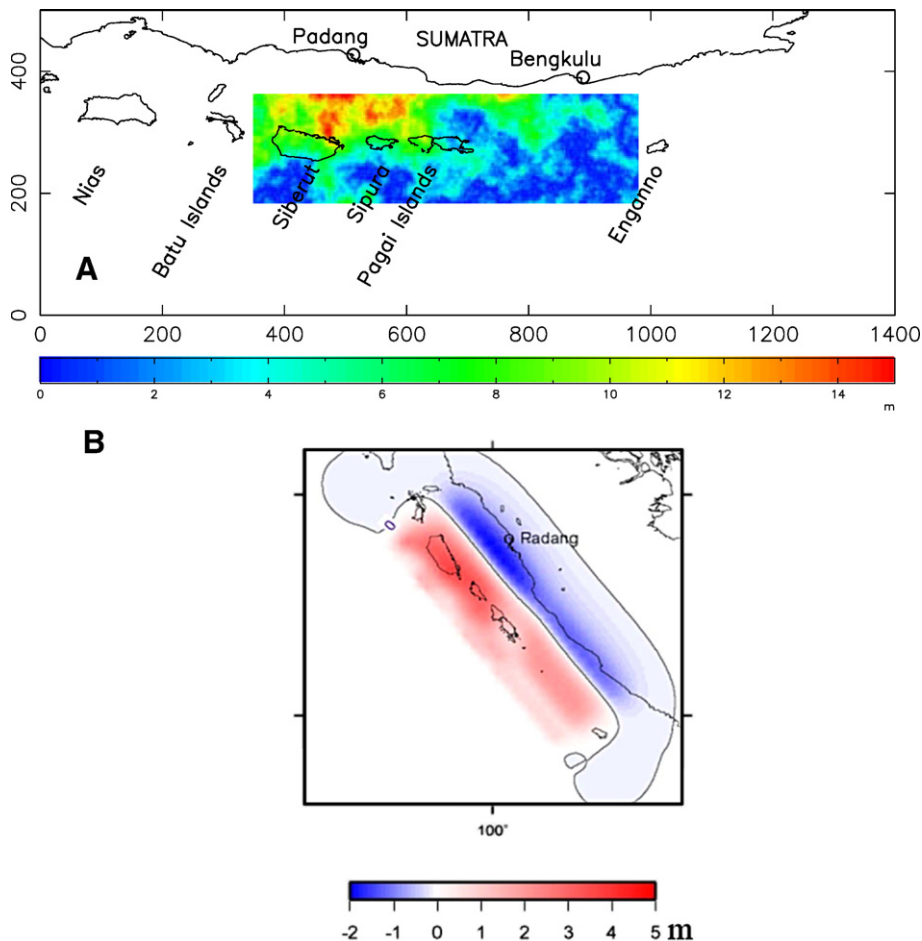 Padang SUMATRA
Bengkulu
400
200
0
Nias
Batu Islands
Siberut
Sipura
Pagai Islands
Enganno
A
0 200 400 600 800 1000 1200 1400
0 2 4 6 8 10 12 14
m
B
Radang
100°
-2 -1 0 1 2 3 4 5 m